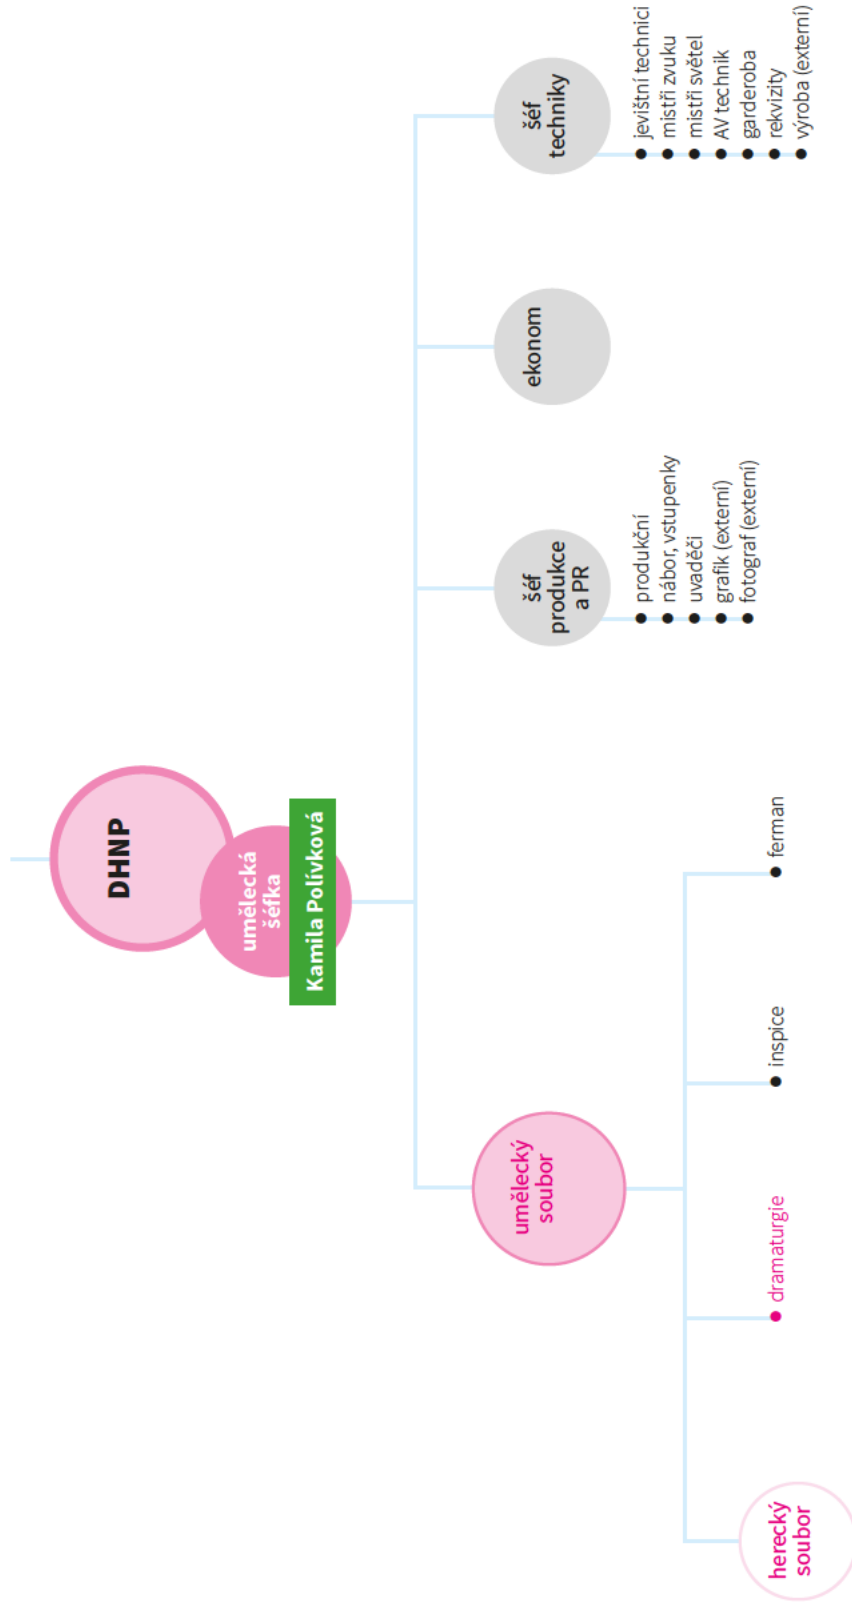 DHNP
umělecká
šéfka
Kamila Polívková
umělecký
soubor
herecký
soubor
dramaturgie
inspice
ferman
šéf
produkce
a PR
produkční
nábor, vstupenky
uvaděči
grafik (externí)
fotograf (externí)
ekonom
šéf
techniky
jevištní technici
mistři zvuku
mistři světel
AV technik
garderoba
rekvizity
výroba (externí)